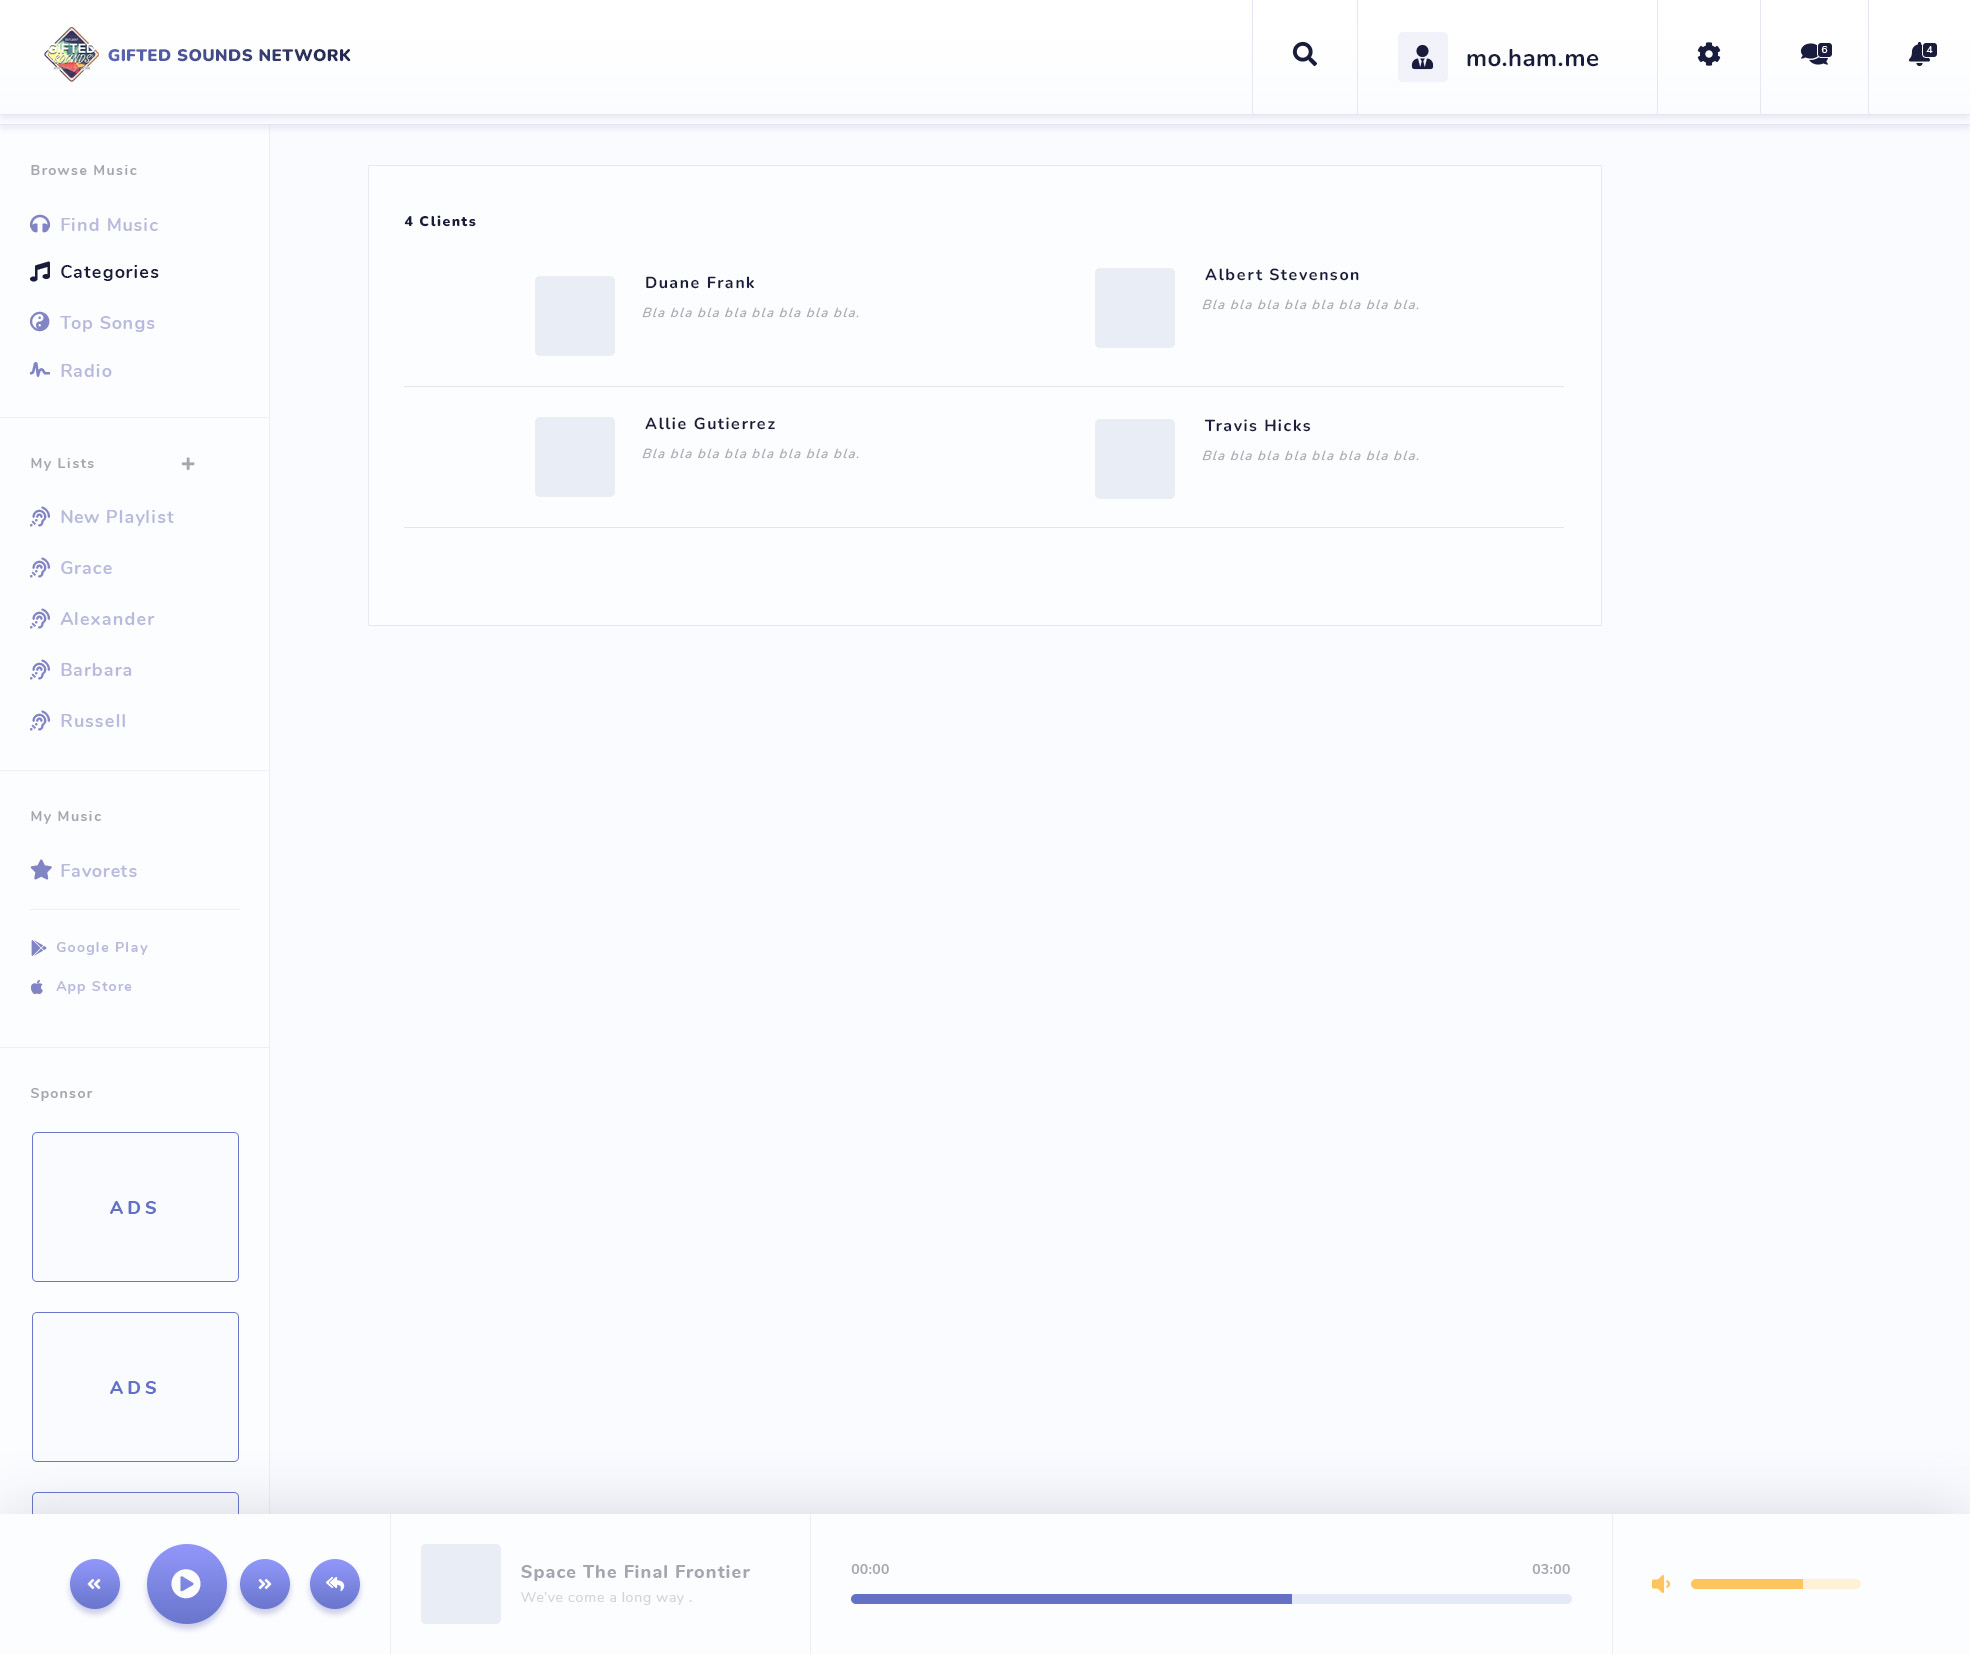 GIFTED
GIFTED SOUNDS NETWORK
mo.ham.me
6
4
Browse Music
Find Music
Categories
Top Songs
Radio
My Lists
New Playlist
Grace
Alexander
Barbara
Russell
My Music
Favorets
Google Play
App Store
Sponsor
ADS
ADS
4 Clients
Duane Frank
Bla bla bla bla bla bla bla bla.
Albert Stevenson
Bla bla bla bla bla bla bla bla.
Allie Gutierrez
Bla bla bla bla bla bla bla bla.
Travis Hicks
Bla bla bla bla bla bla bla bla.
Space The Final Frontier
We've come a long way .
00:00
03:00